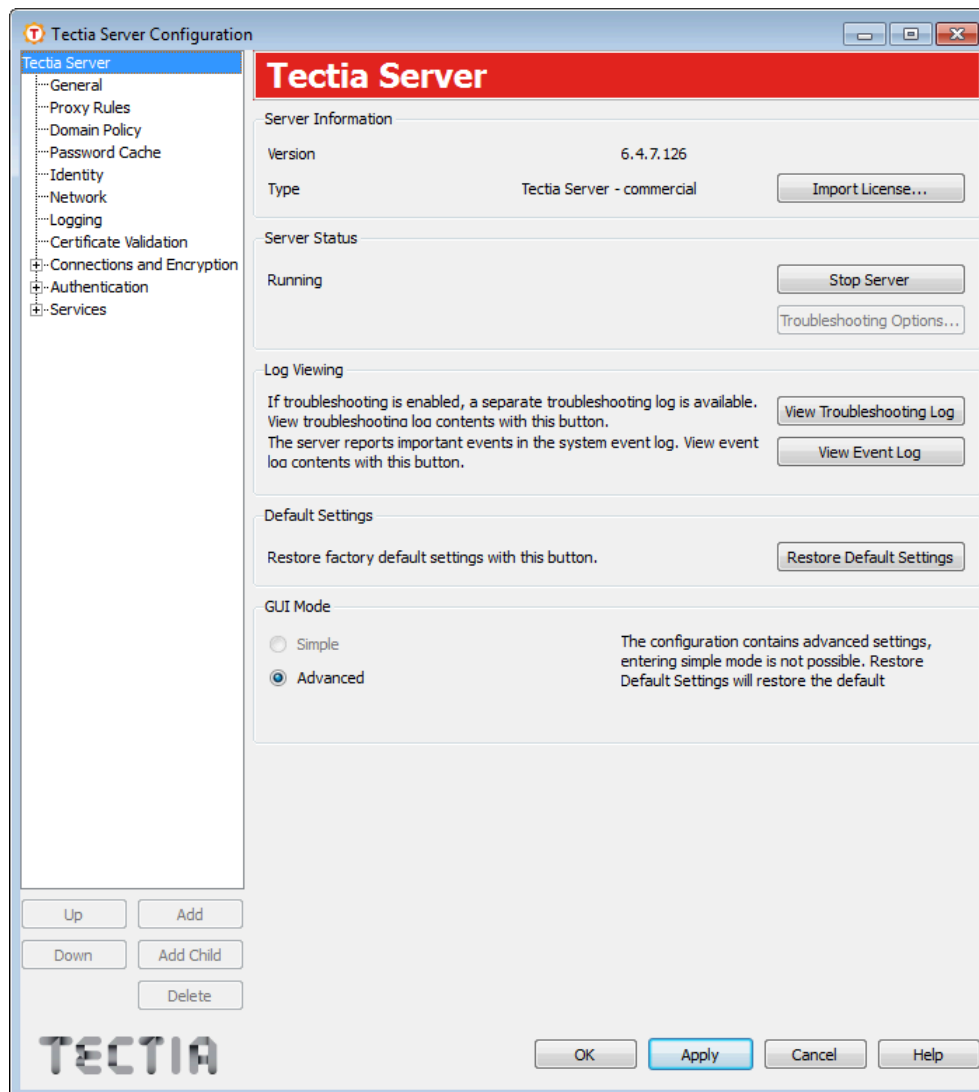 Tectia Server Configuration
Tectia Server
General
Proxy Rules
Domain Policy
Password Cache
Identity
Network
Logging
Certificate Validation
Connections and Encryption
Authentication
Services
Up
Add
Down
Add Child
Delete
TECTIA
Tectia Server
Server Information
Version 6.4.7.126
Type Tectia Server - commercial Import License...
Server Status
Running Stop Server
Troubleshooting Options...
Log Viewing
If troubleshooting is enabled, a separate troubleshooting log is available.
View troubleshooting log contents with this button.
View Troubleshooting Log
The server reports important events in the system event log. View event
log contents with this button.
View Event Log
Default Settings
Restore factory default settings with this button. Restore Default Settings
GUI Mode
Simple
Advanced
The configuration contains advanced settings,
entering simple mode is not possible. Restore
Default Settings will restore the default
OK Apply Cancel Help